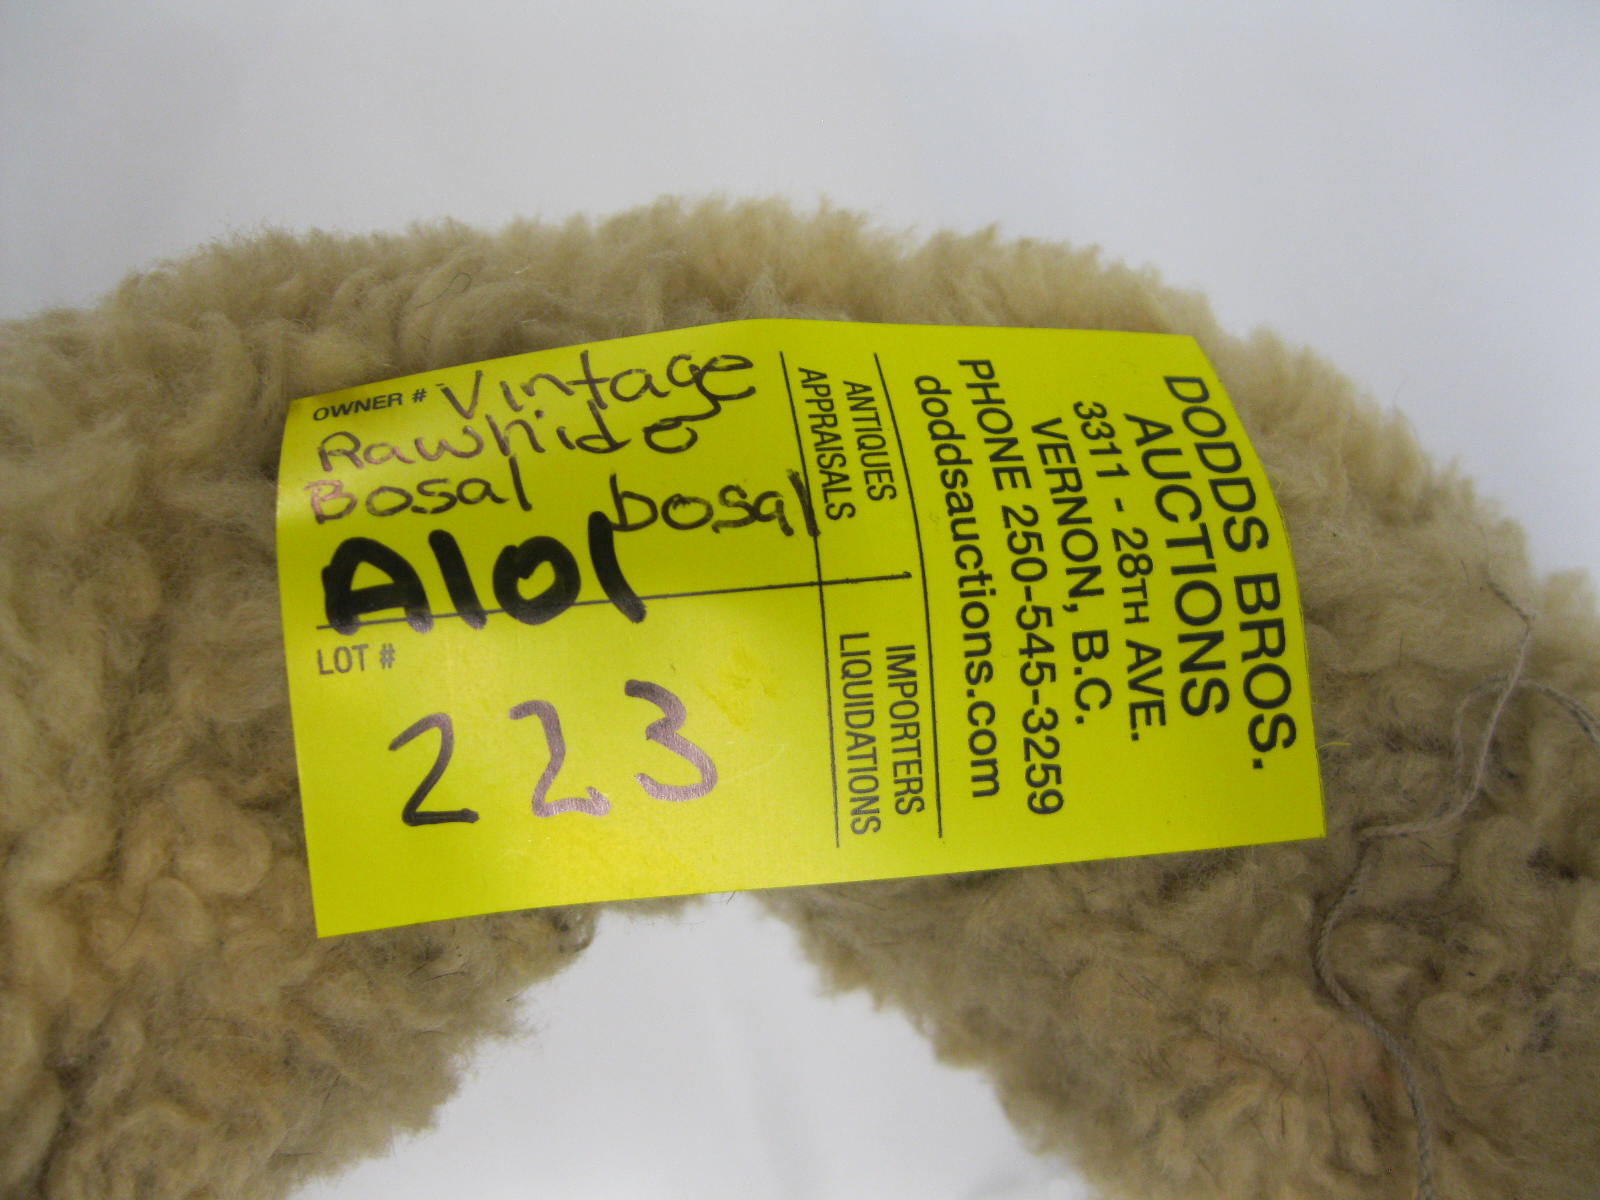 OWNER # Vintage
Rawhide
Bosal bosal
A101
LOT #
223
ANTIQUES
APPRAISALS
IMPORTERS
LIQUIDATIONS
DODDS BROS.
AUCTIONS
3311 - 28TH AVE.
VERNON, B.C.
PHONE 250-545-3259
doddsauctions.com